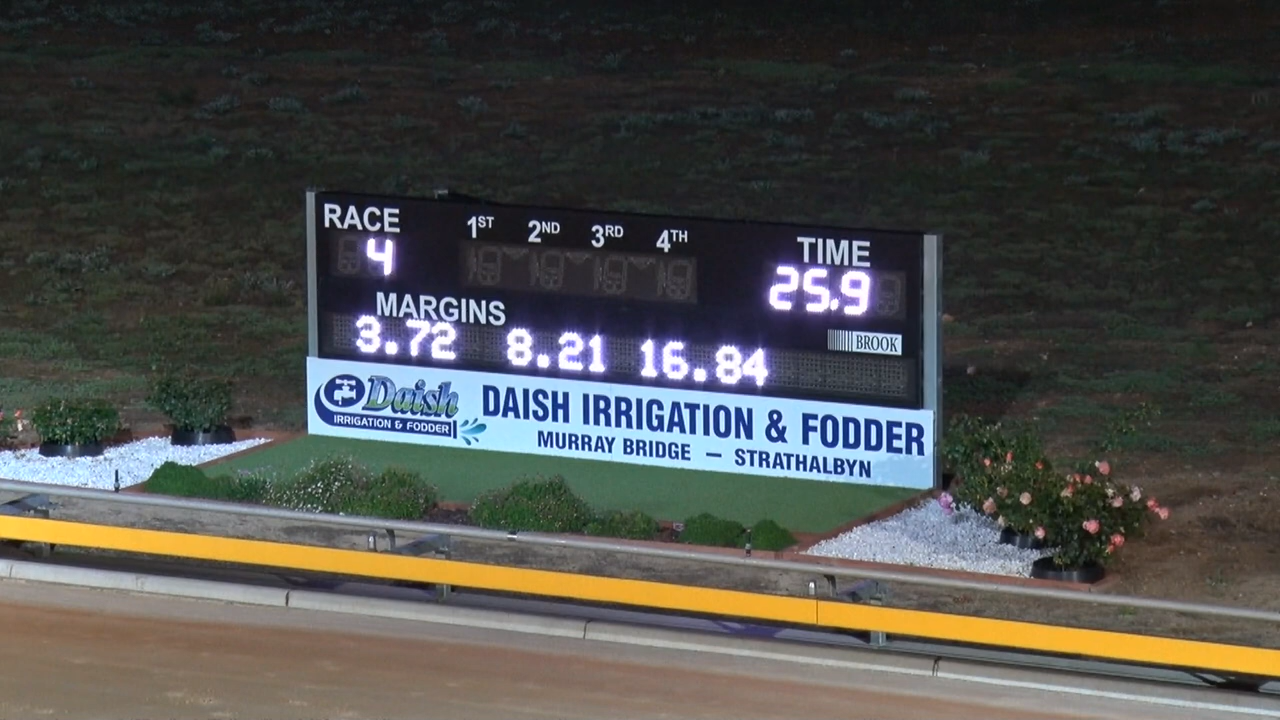 RACE 1ST 2ND 3RD 4TH TIME
4 25.9
MARGINS
BROOK
3.72 8.21 16.84
Daish
IRRIGATION & FODDER
DAISH IRRIGATION & FODDER
MURRAY BRIDGE — STRATHALBYN